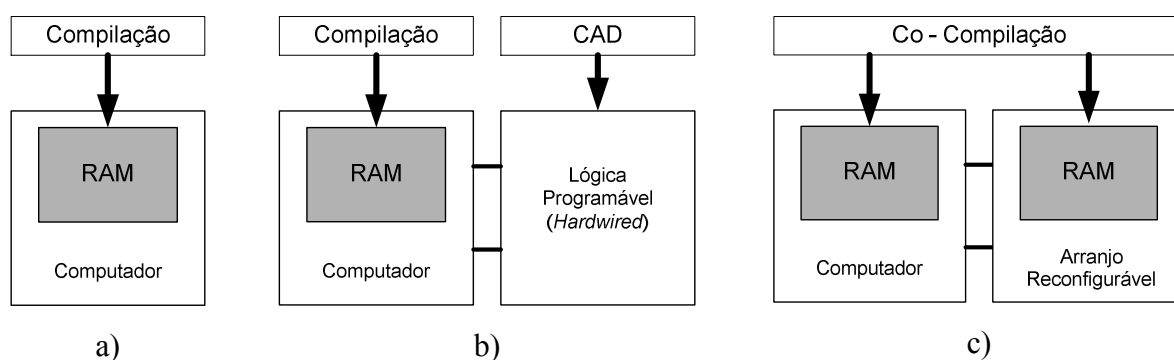 Compilação
RAM
Computador
a)
Compilação
CAD
RAM
Computador
Lógica
Programável
(Hardwired)
b)
Co - Compilação
RAM
Computador
RAM
Arranjo
Reconfigurável
c)